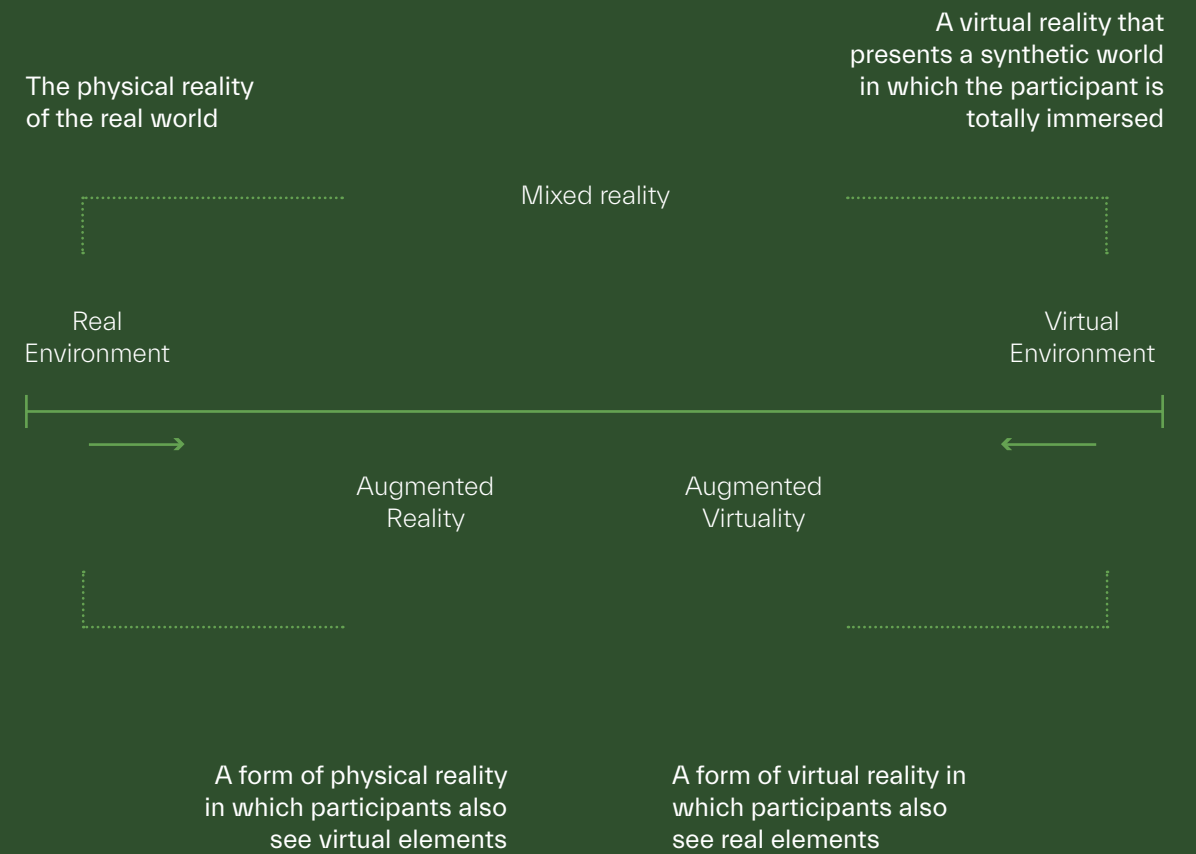 The physical reality
of the real world
A virtual reality that
presents a synthetic world
in which the participant is
totally immersed
Mixed reality
Real
Environment
Virtual
Environment
Augmented
Reality
Augmented
Virtuality
A form of physical reality
in which participants also
see virtual elements
A form of virtual reality in
which participants also
see real elements